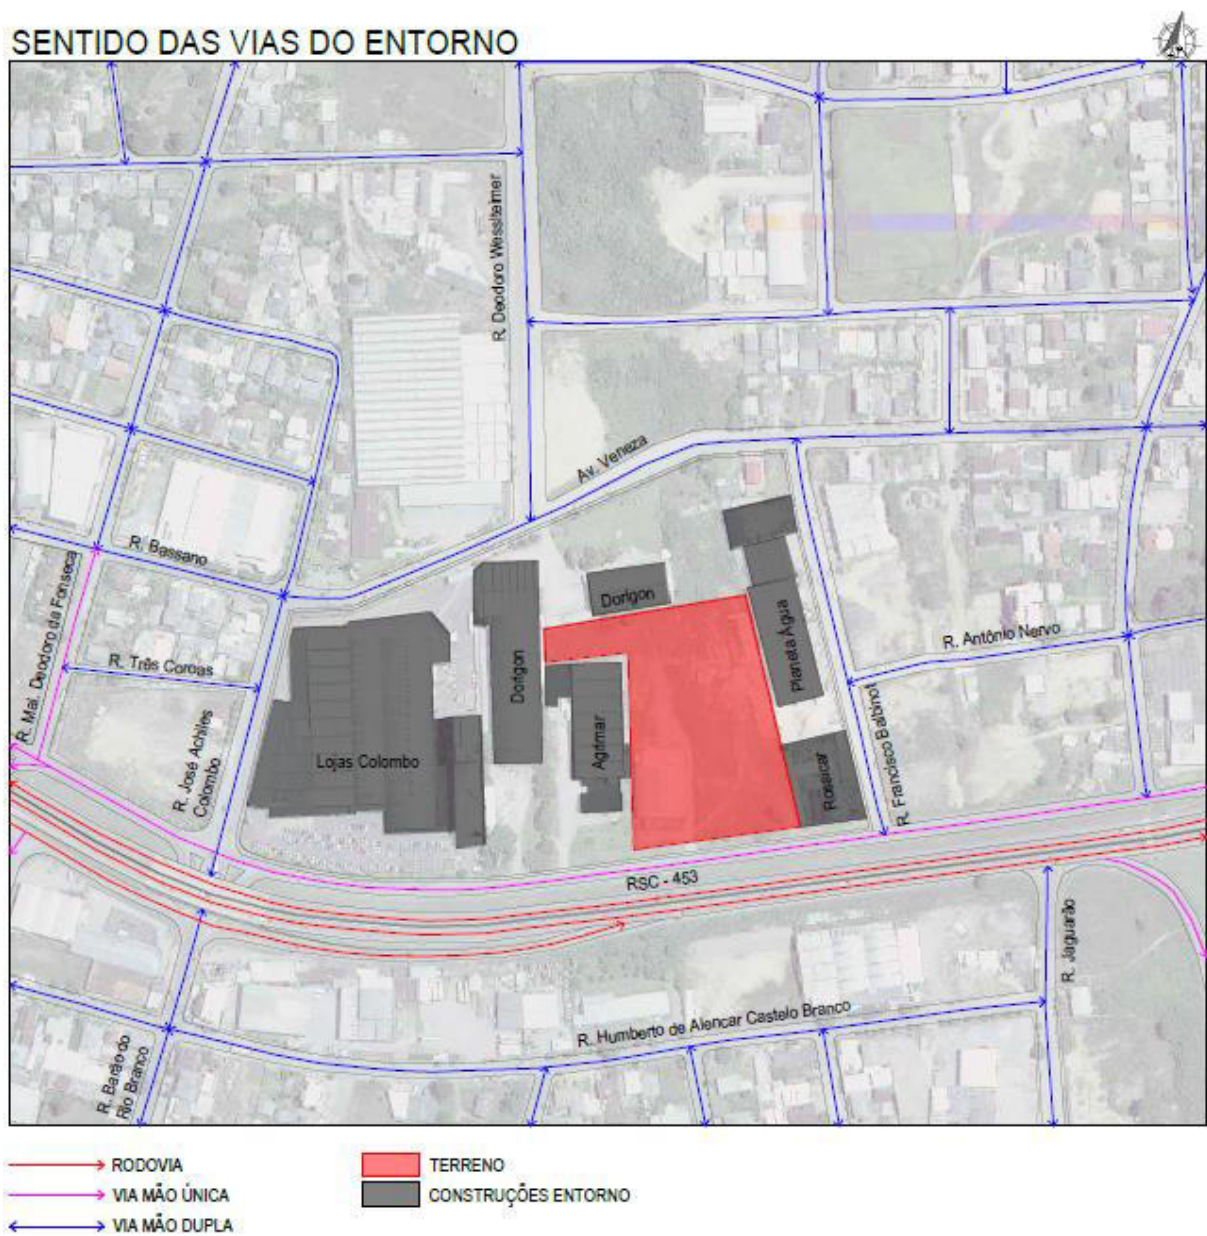 SENTIDO DAS VIAS DO ENTORNO
R. Deodoro Wesslteimer
Av. Veneza
R. Bassano
R. Mal. Deodoro da Fonseca
R. Três Coroas
R. José Achiles
Colombo
Lojas Colombo
Dorigon
Dorigon
Agrimar
Planeta Água
Rossicar
R. Francisco Balbinot
R. Antônio Nervo
RSC - 453
R. Jaguarão
R. Humberto de Alencar Castelo Branco
R. Barão do
Rio Branco
RODOVIA
VIA MÃO ÚNICA
VIA MÃO DUPLA
TERRENO
CONSTRUÇÕES ENTORNO